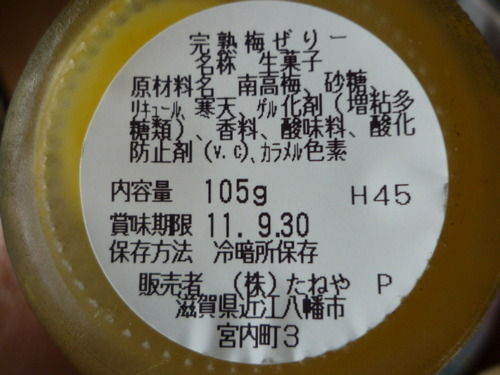 完熟梅ぜりー
名称 生菓子
原材料名 南高梅、砂糖、
ﾘｷｭｰﾙ、寒天、ｹﾞﾙ化剤（増粘多
糖類）、香料、酸味料、酸化
防止剤(v.c)、ｶﾗﾒﾙ色素
内容量 105g H45
賞味期限 11.9.30
保存方法 冷暗所保存
販売者 （株）たねや P
滋賀県近江八幡市
宮内町3